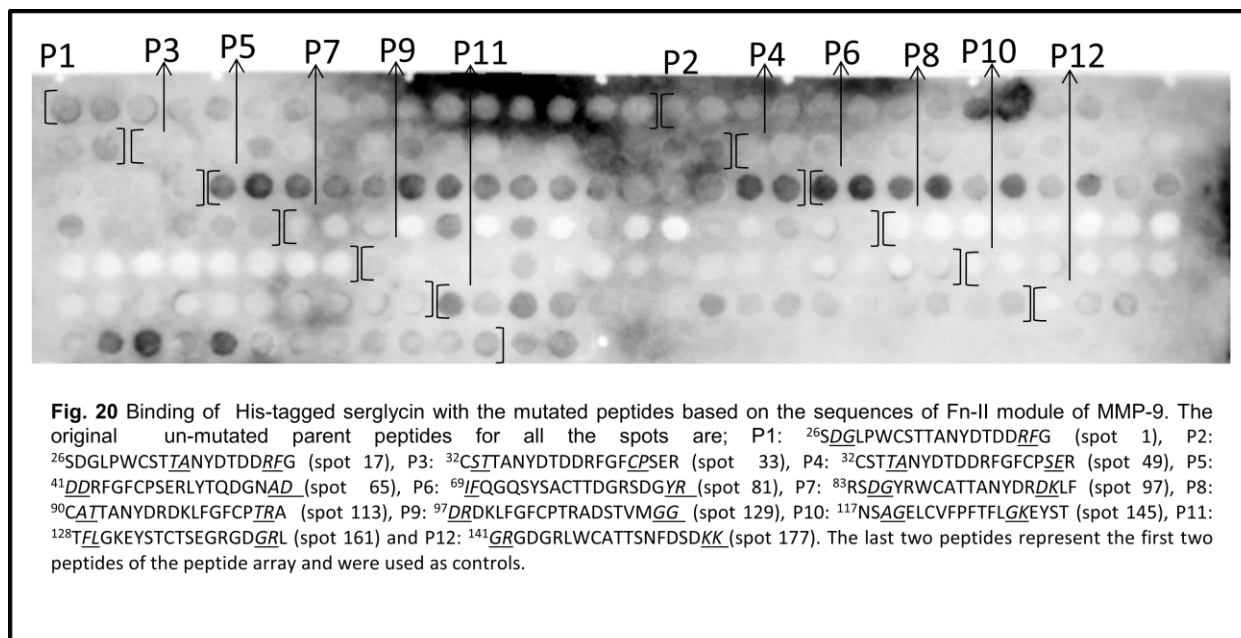 P1 P3 P5 P7 P9 P11 P2 P4 P6 P8 P10 P12
Fig. 20 Binding of His-tagged serglycin with the mutated peptides based on the sequences of Fn-II module of MMP-9. The
original un-mutated parent peptides for all the spots are; P1: ²⁶SDGLPWCSTTANYDTDDRFG (spot 1), P2:
²⁶SDGLPWCSTTANYDTDDRFG (spot 17), P3: ³²CSTTANYDTDDRFGFCPSER (spot 33), P4: ³²CSTTANYDTDDRFGFCPSER (spot 49), P5:
⁴¹DDRFGFCPSERLYTQDGNAD (spot 65), P6: ⁶⁹IFQGQSYSACTTDGRSDGYR (spot 81), P7: ⁸³RSDGYRWCATTANYDRDKLF (spot 97), P8:
⁹⁰CATTANYDRDKLFGFCPTRA (spot 113), P9: ⁹⁷DRDKLFGFCPTRADSTVMGG (spot 129), P10: ¹¹⁷NSAGELCVFPFTFLGKEYST (spot 145), P11:
¹²⁸TFLGKEYSTCTSEGRGDGRL (spot 161) and P12: ¹⁴¹GRGDGRLWCATTSNFDSDKK (spot 177). The last two peptides represent the first two
peptides of the peptide array and were used as controls.